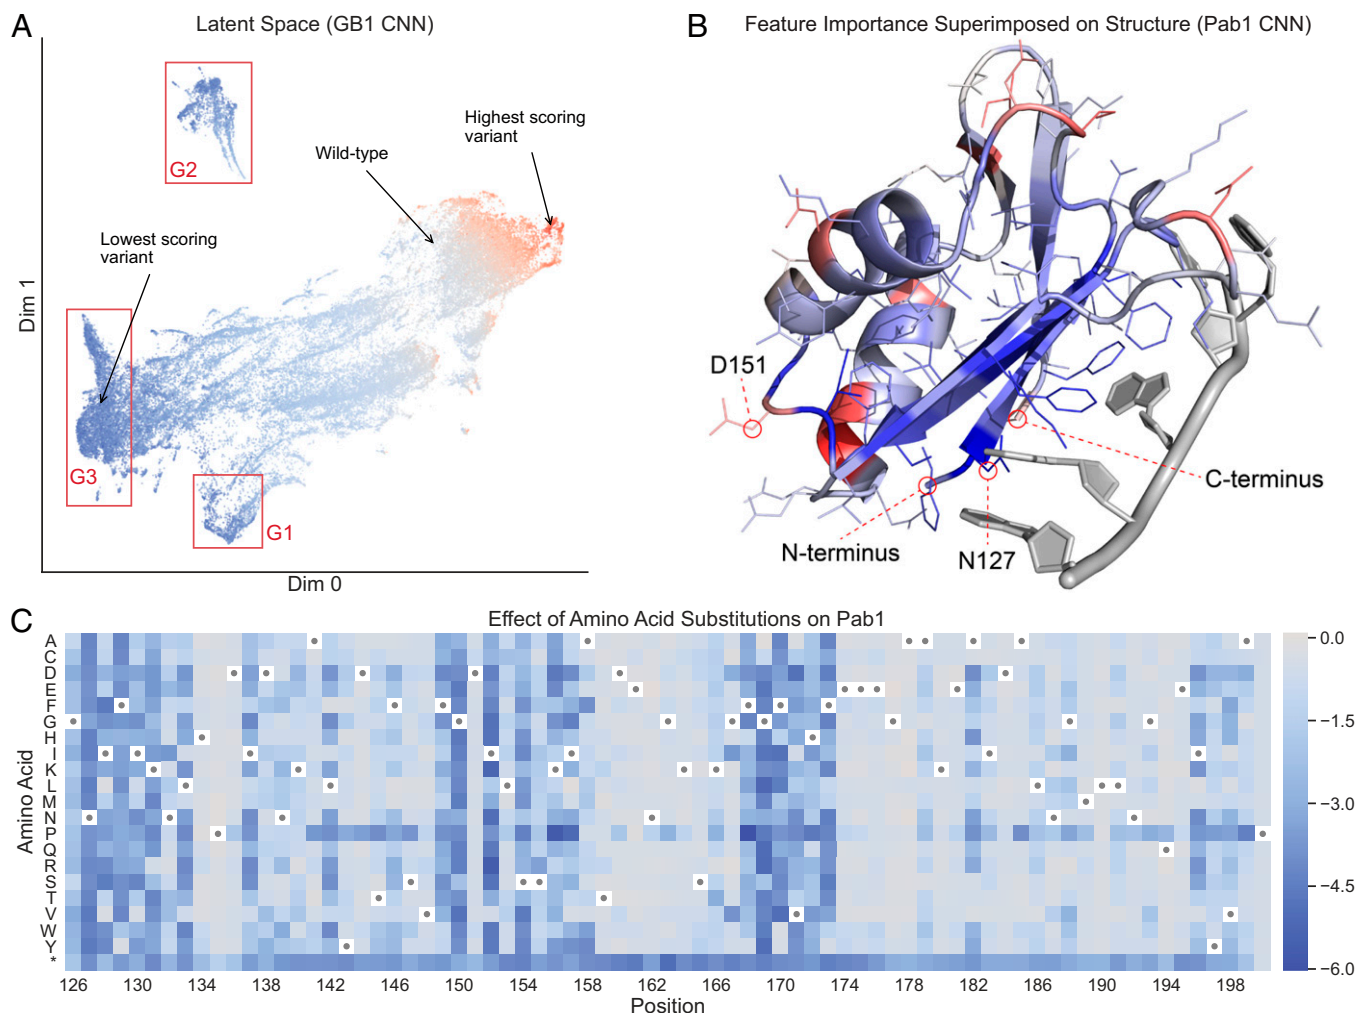 A
Latent Space (GB1 CNN)
G2
Wild-type
Highest scoring
variant
Lowest scoring
variant
G3
G1
Dim 1
Dim 0
B
Feature Importance Superimposed on Structure (Pab1 CNN)
D151
N-terminus
N127
C-terminus
C
Effect of Amino Acid Substitutions on Pab1
Amino Acid
A
C
D
E
F
G
H
I
K
L
M
N
P
Q
R
S
T
V
W
Y
*
126 130 134 138 142 146 150 154 158 162 166 170 174 178 182 186 190 194 198
Position
0.0
−1.5
−3.0
−4.5
−6.0